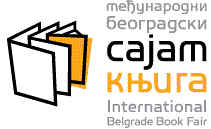 међународни
београдски
сајам
књига
International
Belgrade Book Fair